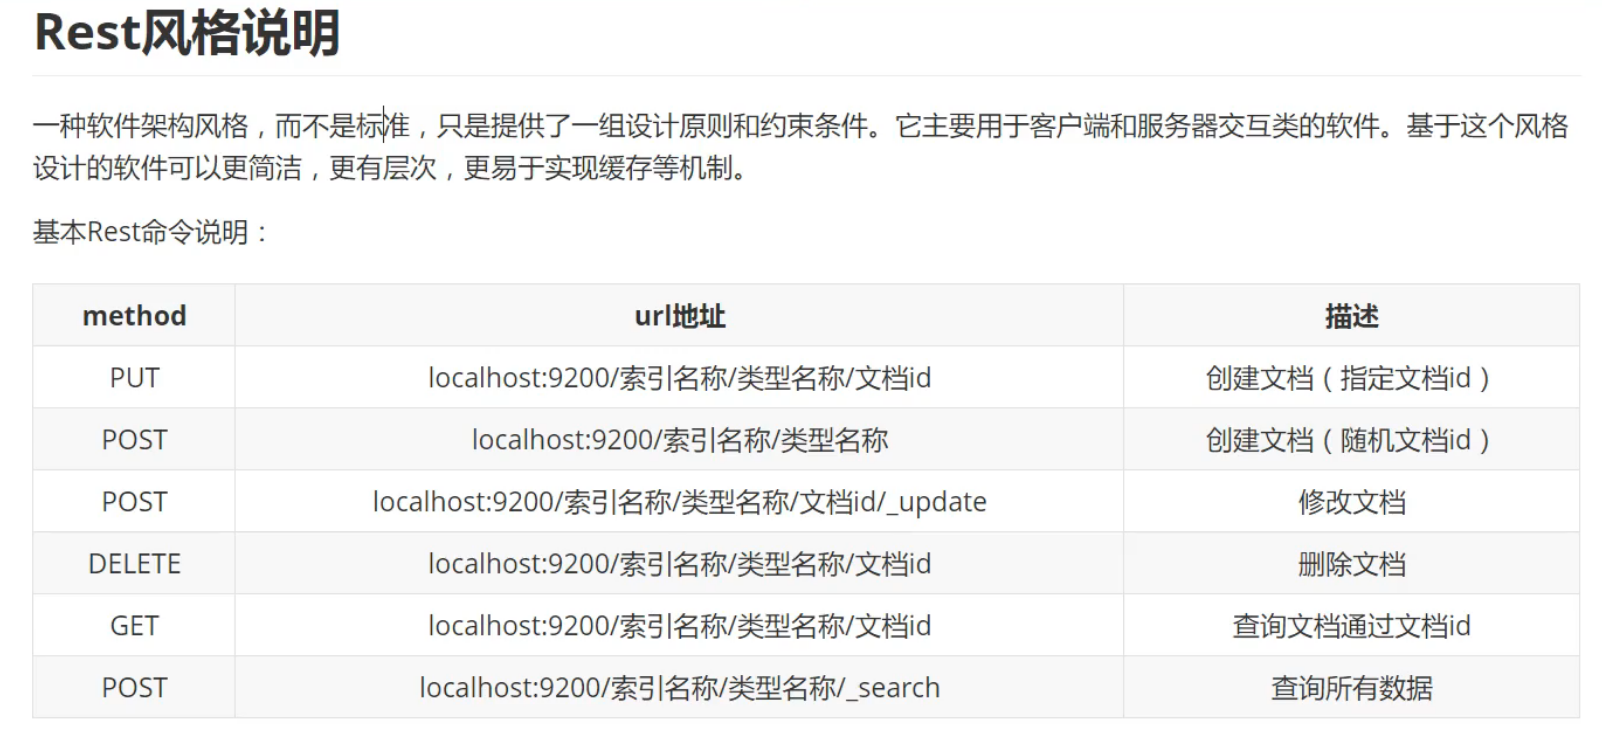 Rest风格说明
一种软件架构风格，而不是标准，只是提供了一组设计原则和约束条件。它主要用于客户端和服务器交互类的软件。基于这个风格
设计的软件可以更简洁，更有层次，更易于实现缓存等机制。
基本Rest命令说明：
method url地址 描述
PUT localhost:9200/索引名称/类型名称/文档id 创建文档（指定文档id）
POST localhost:9200/索引名称/类型名称 创建文档（随机文档id）
POST localhost:9200/索引名称/类型名称/文档id/_update 修改文档
DELETE localhost:9200/索引名称/类型名称/文档id 删除文档
GET localhost:9200/索引名称/类型名称/文档id 查询文档通过文档id
POST localhost:9200/索引名称/类型名称/_search 查询所有数据